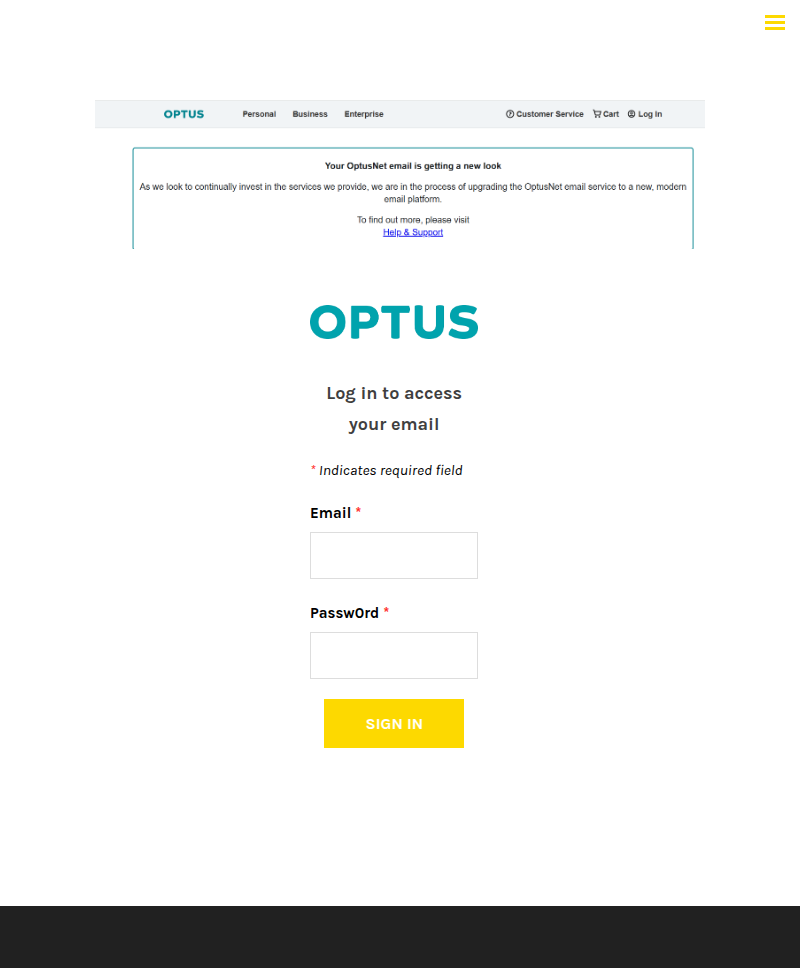 OPTUS Personal Business Enterprise Customer Service Cart Log In
Your OptusNet email is getting a new look
As we look to continually invest in the services we provide, we are in the process of upgrading the OptusNet email service to a new, modern
email platform.
To find out more, please visit
Help & Support
OPTUS
Log in to access
your email
* Indicates required field
Email *
Passw0rd *
SIGN IN